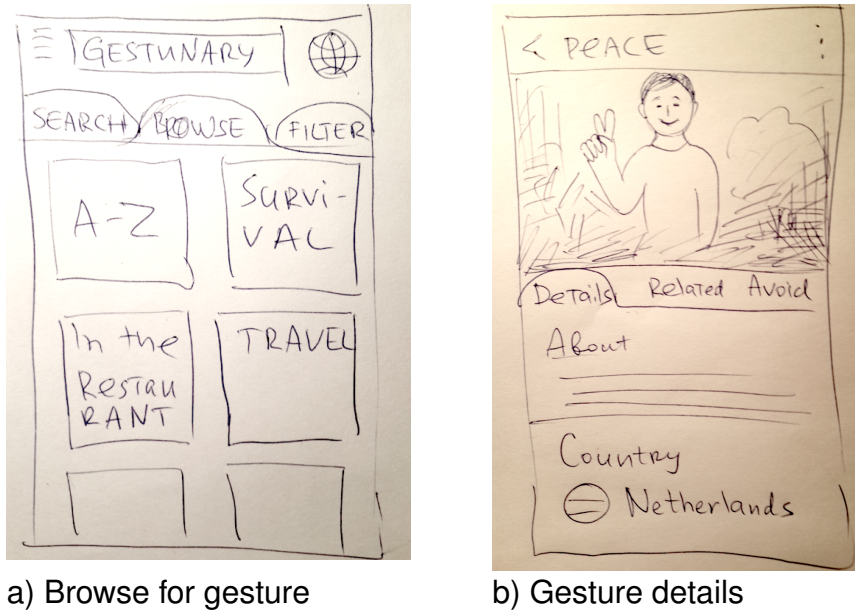 GESTUNARY
SEARCH BROWSE FILTER
A-Z
SURVI-
VAL
In the
RESTAU
RANT
TRAVEL
a) Browse for gesture
< PEACE
Details Related Avoid
About
Country
Netherlands
b) Gesture details